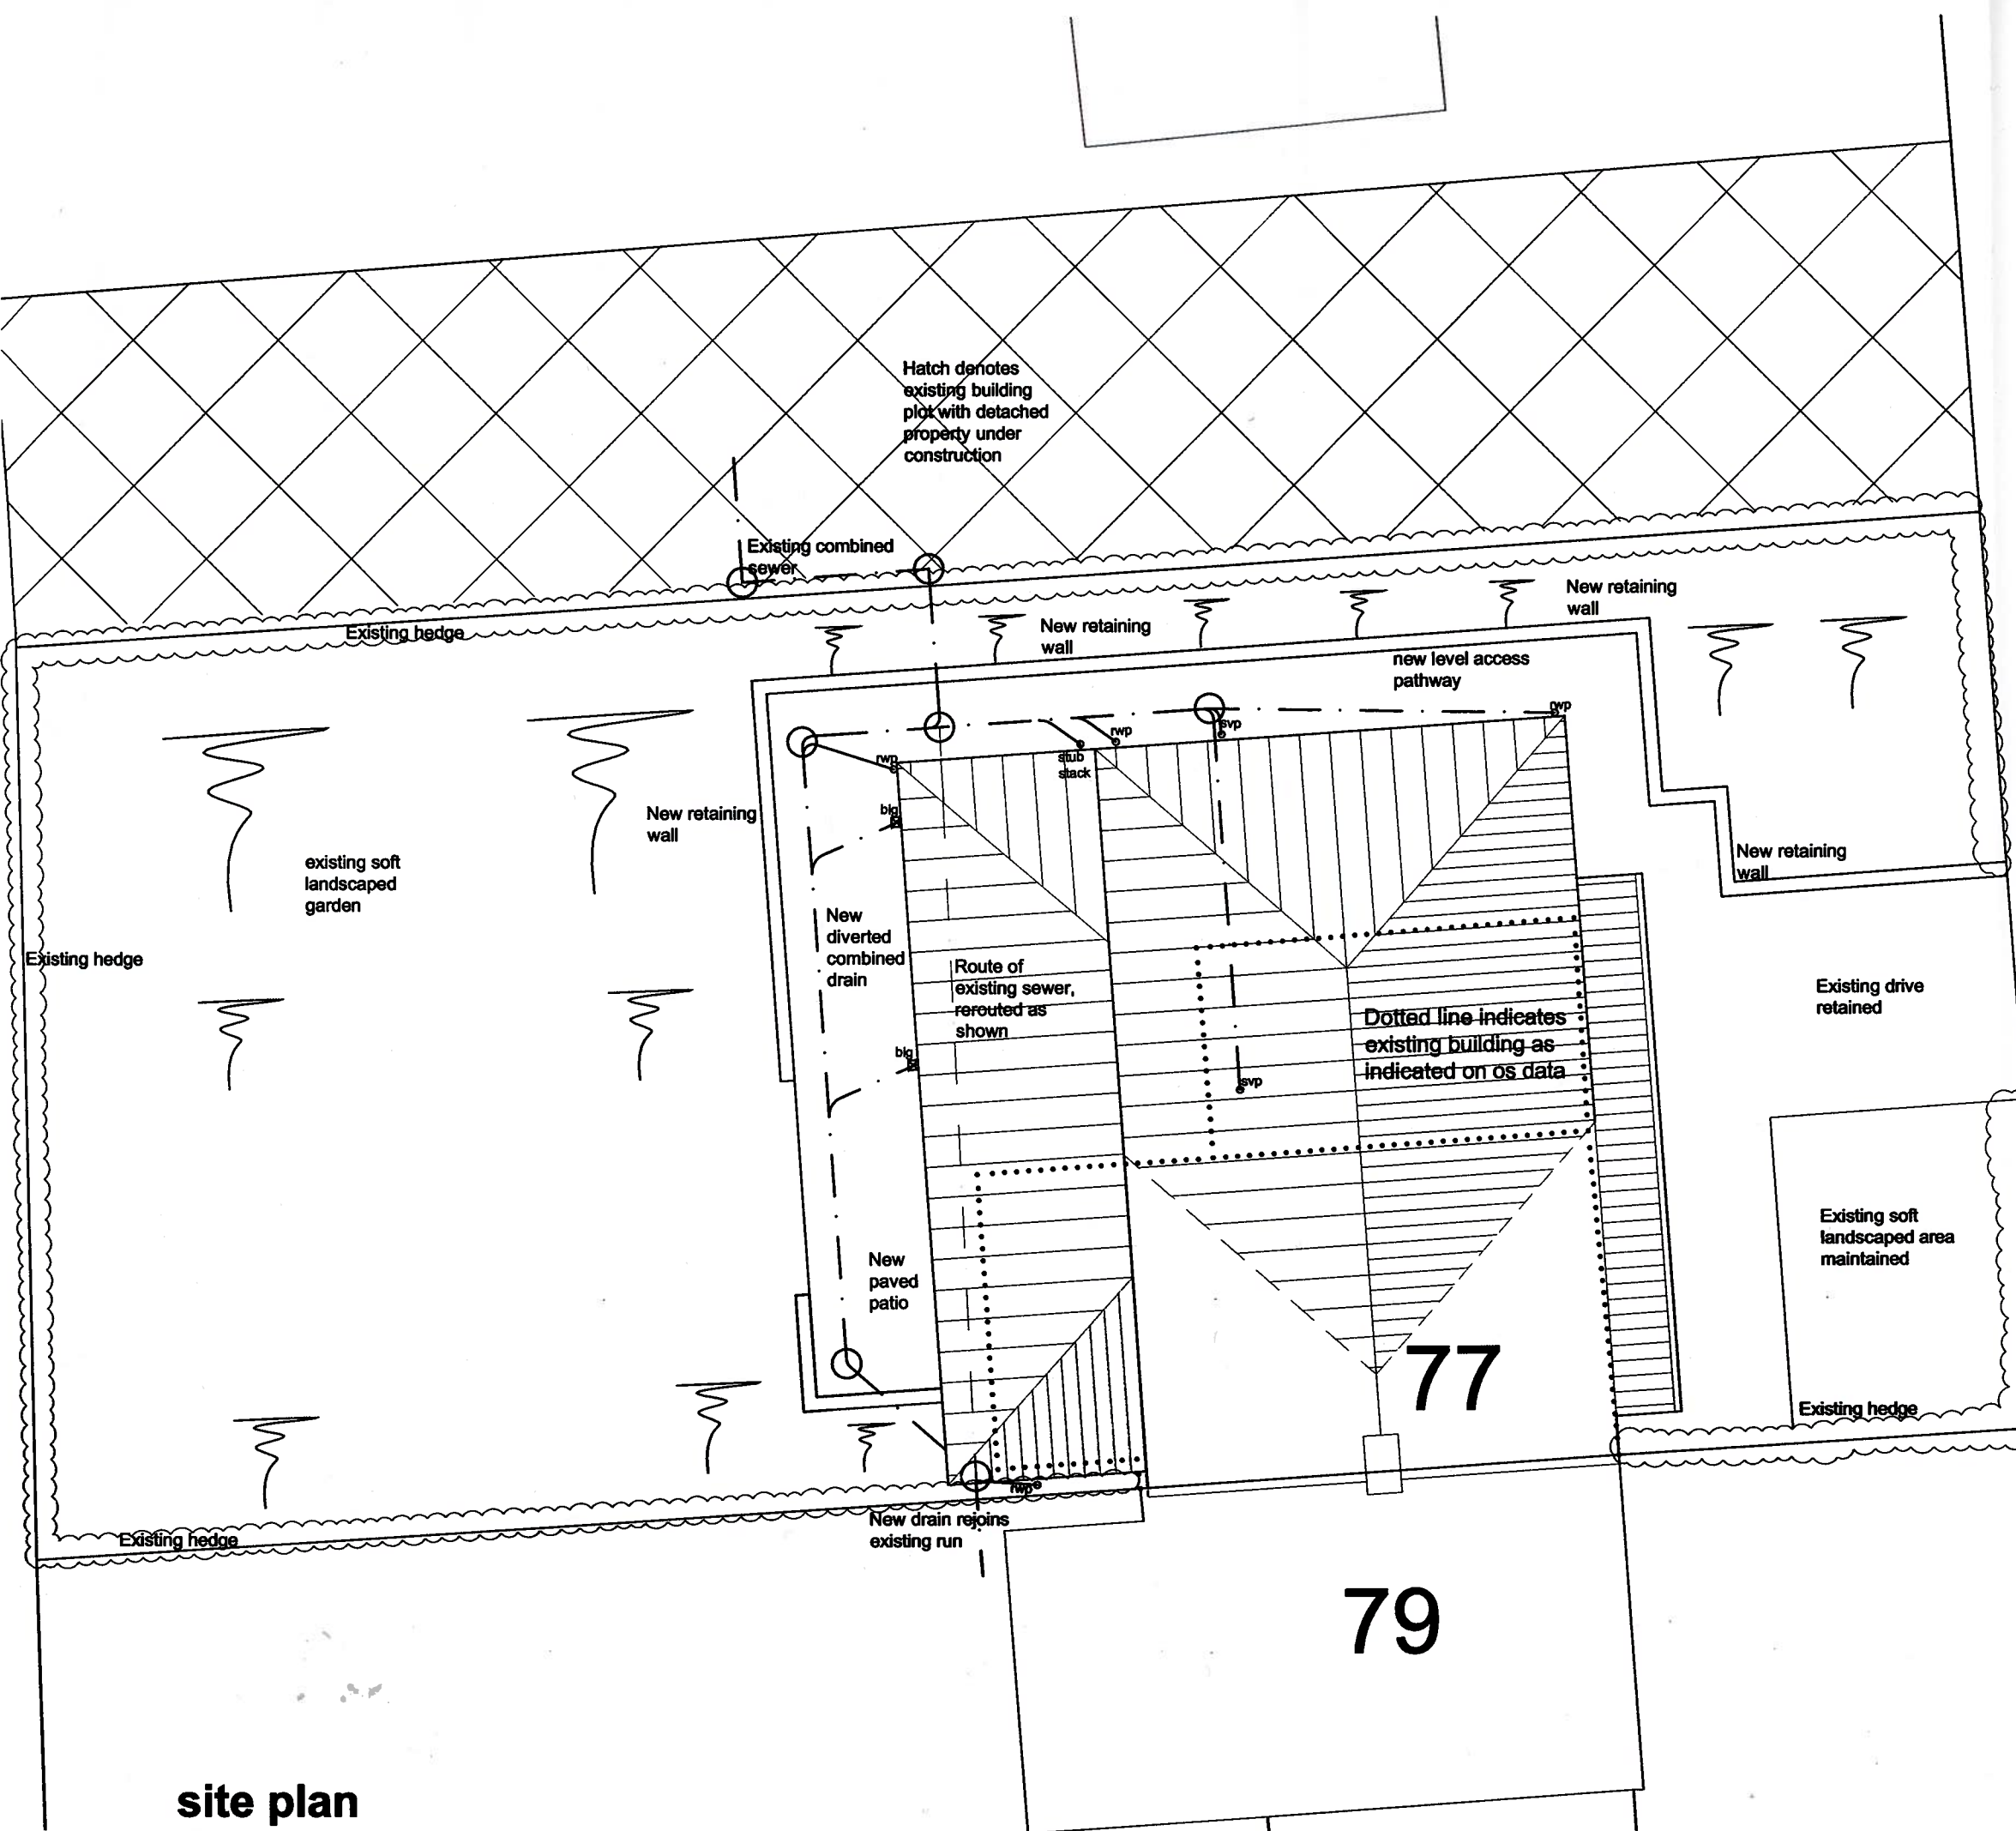 Hatch denotes
existing building
plot with detached
property under
construction
Existing combined
sewer
Existing hedge
New retaining
wall
New retaining
wall
new level access
pathway
rwp
svp
rwp
stub
stack
rwp
big
New retaining
wall
existing soft
landscaped
garden
New retaining
wall
New
diverted
combined
drain
Existing hedge
Route of
existing sewer,
rerouted as
shown
Existing drive
retained
Dotted line indicates
existing building as
indicated on os data
big
svp
Existing soft
landscaped area
maintained
New
paved
patio
77
Existing hedge
rwp
New drain rejoins
existing run
Existing hedge
79
site plan